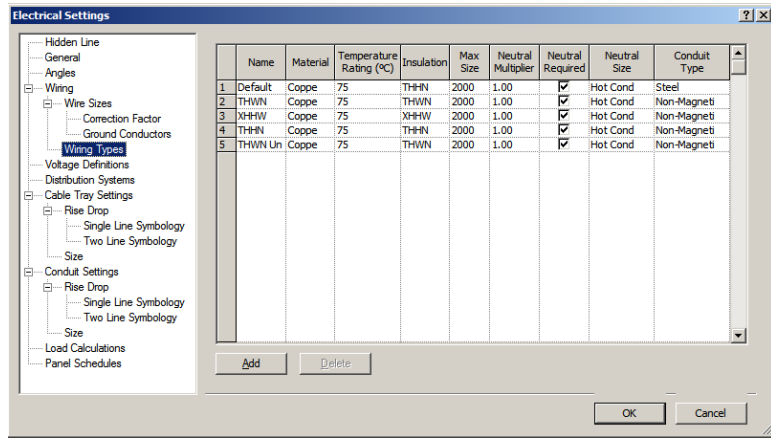 Electrical Settings
Hidden Line
General
Angles
Wiring
Wire Sizes
Correction Factor
Ground Conductors
Wiring Types
Voltage Definitions
Distribution Systems
Cable Tray Settings
Rise Drop
Single Line Symbology
Two Line Symbology
Size
Conduit Settings
Rise Drop
Single Line Symbology
Two Line Symbology
Size
Load Calculations
Panel Schedules
Name Material Temperature Rating (ºC) Insulation Max Size Neutral Multiplier Neutral Required Neutral Size Conduit Type
1 Default Coppe 75 THHN 2000 1.00 Hot Cond Steel
2 THWN Coppe 75 THWN 2000 1.00 Hot Cond Non-Magneti
3 XHHW Coppe 75 XHHW 2000 1.00 Hot Cond Non-Magneti
4 THHN Coppe 75 THHN 2000 1.00 Hot Cond Non-Magneti
5 THWN Un Coppe 75 THWN 2000 1.00 Hot Cond Non-Magneti
Add Delete
OK Cancel